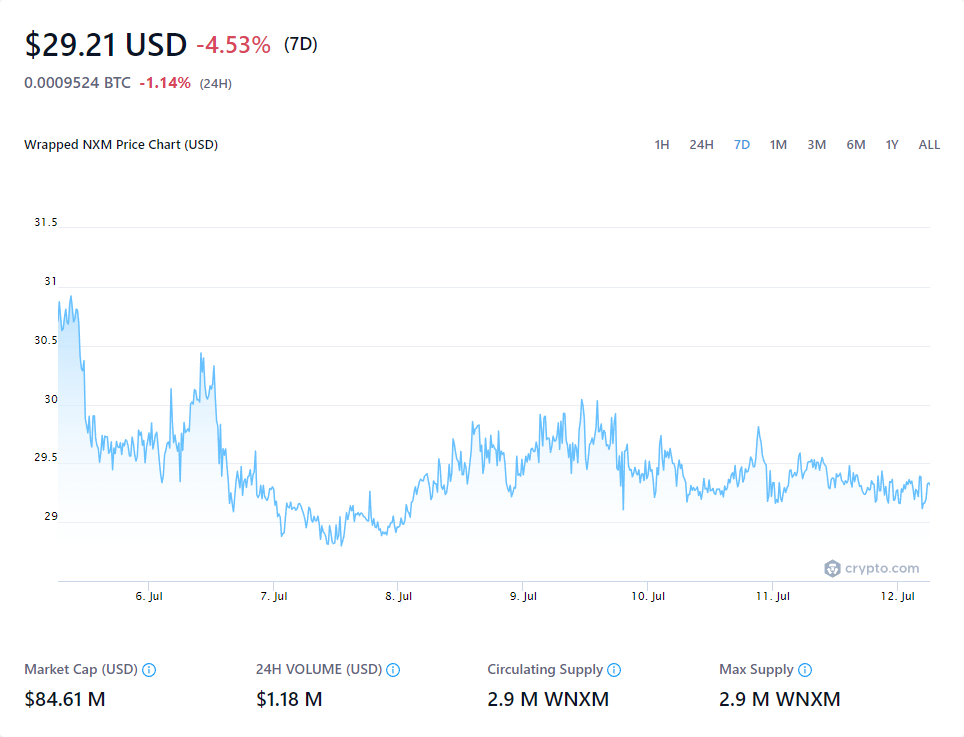 $29.21 USD -4.53% (7D)
0.0009524 BTC -1.14% (24H)
Wrapped NXM Price Chart (USD) 1H 24H 7D 1M 3M 6M 1Y ALL
31.5
31
30.5
30
29.5
29
crypto.com
6. Jul 7. Jul 8. Jul 9. Jul 10. Jul 11. Jul 12. Jul
Market Cap (USD) 24H VOLUME (USD) Circulating Supply Max Supply
$84.61 M $1.18 M 2.9 M WNXM 2.9 M WNXM